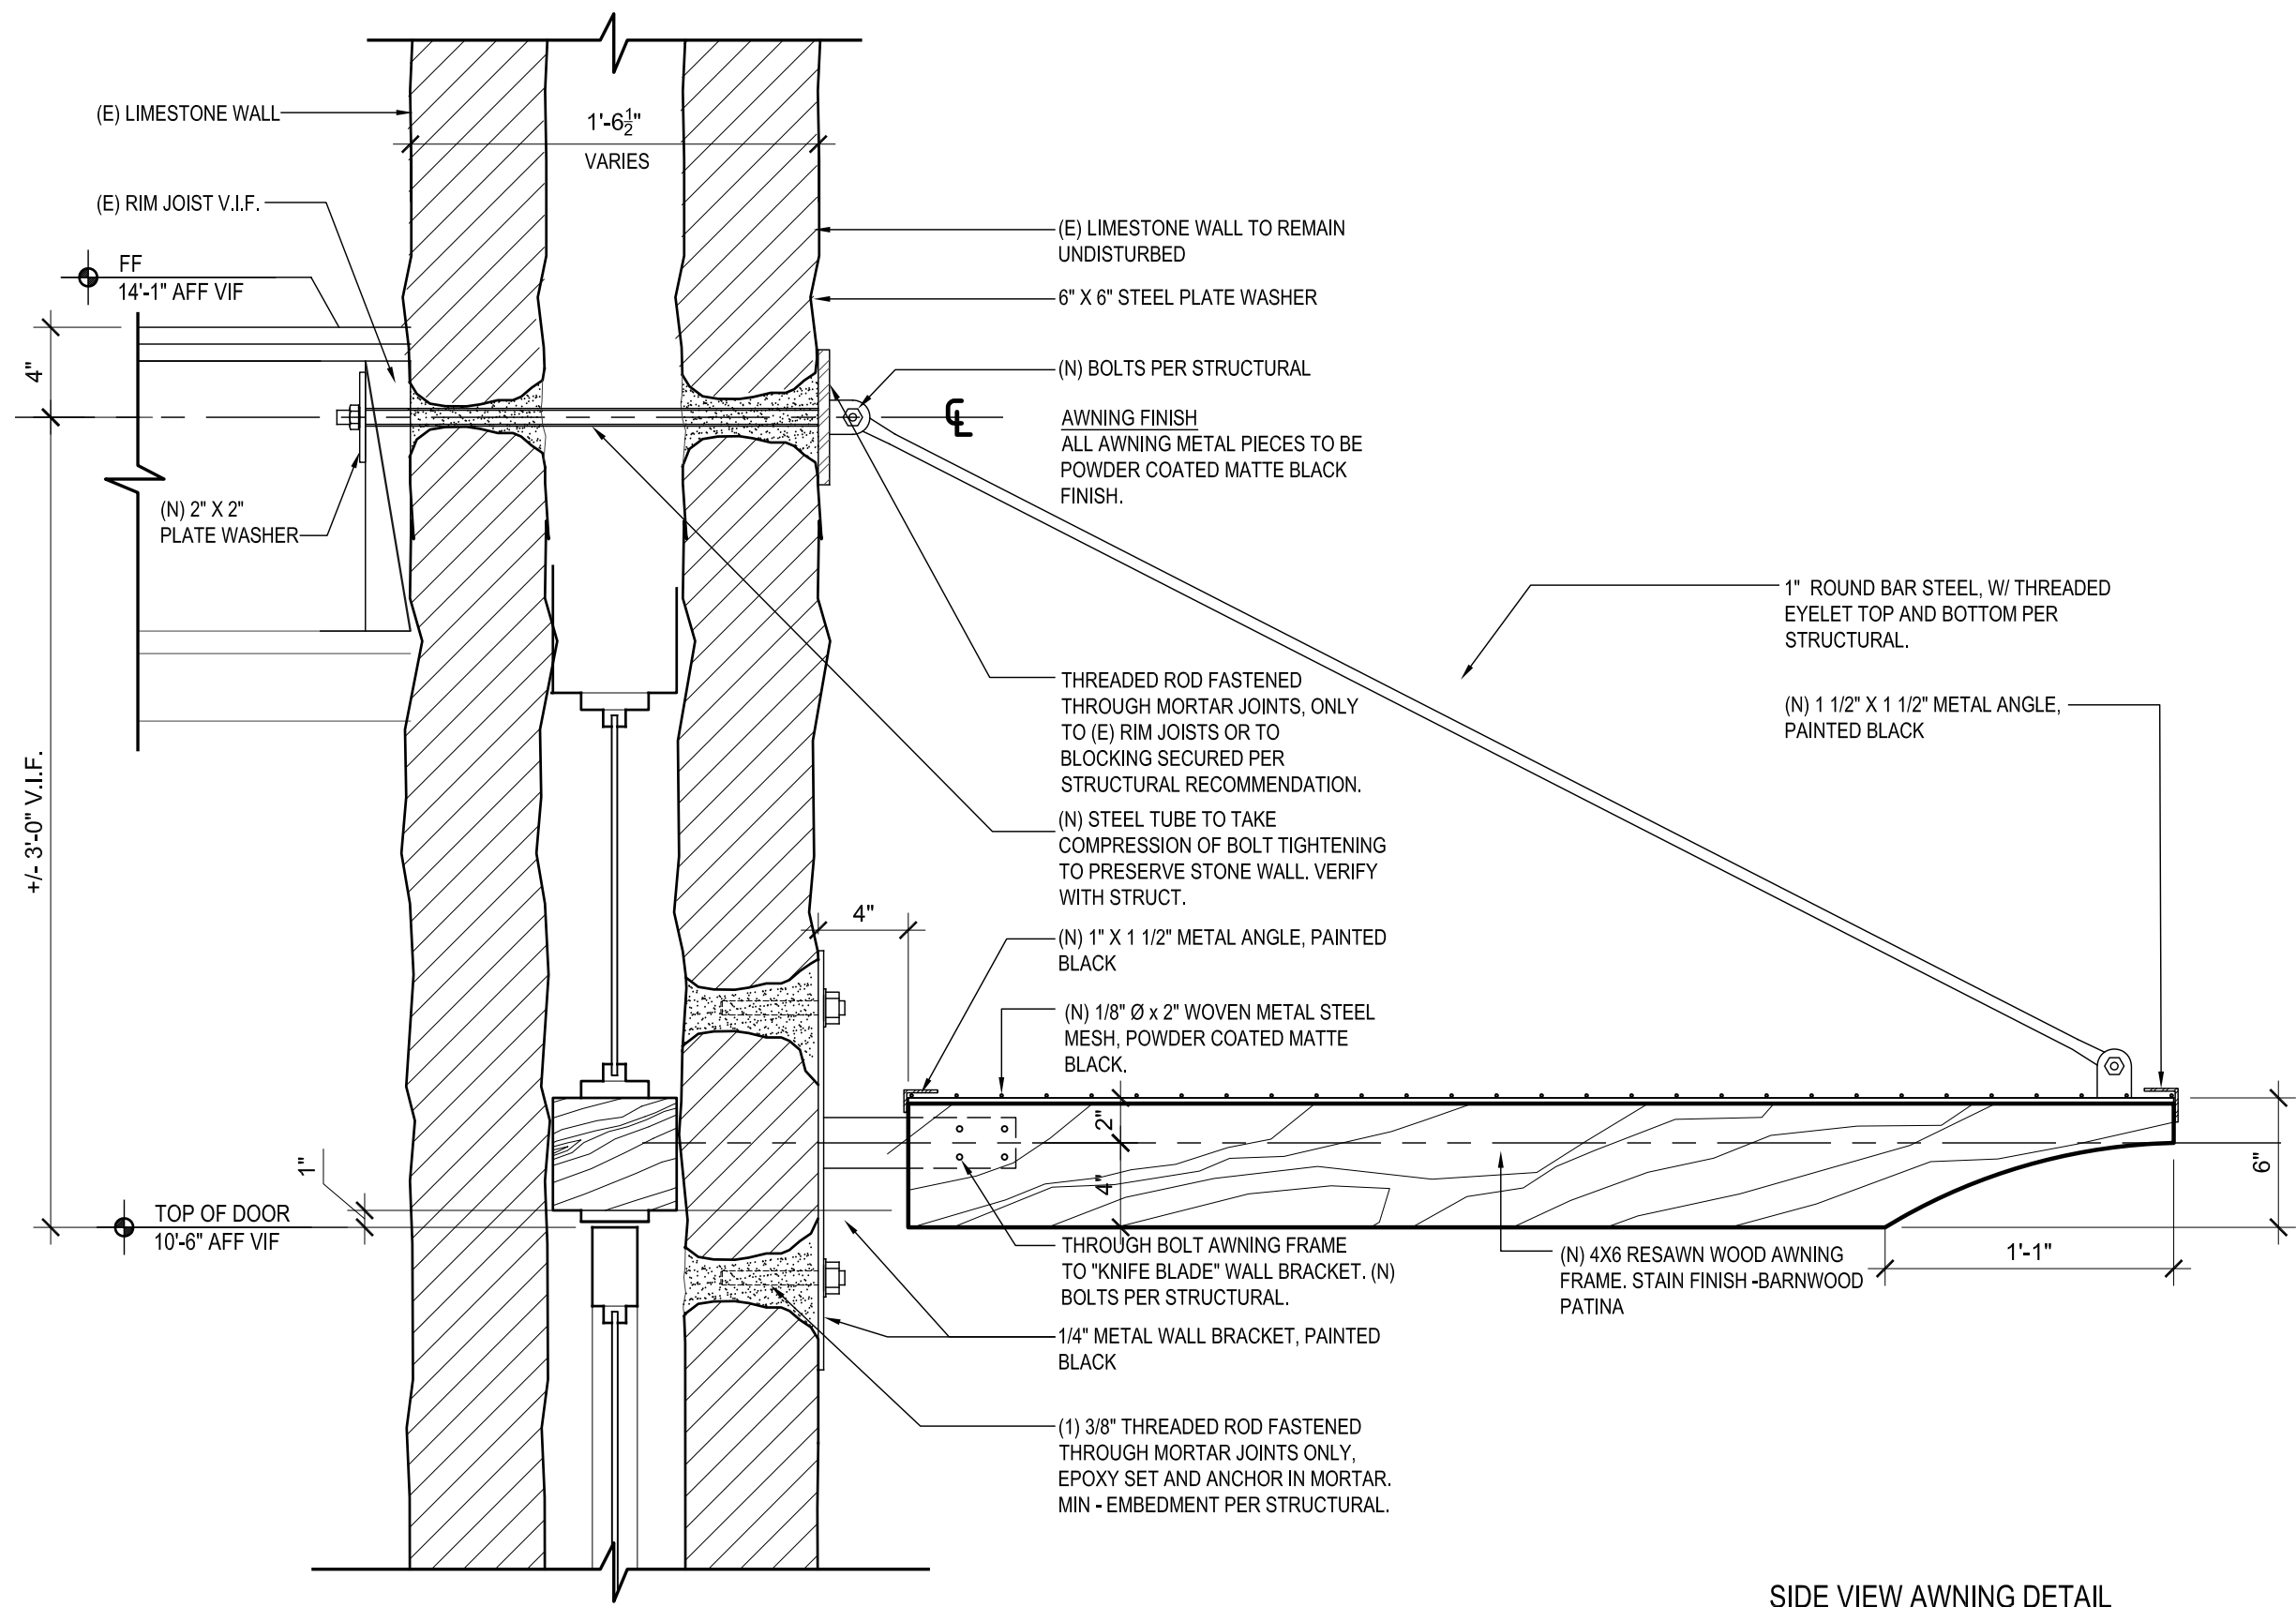 (E) LIMESTONE WALL
1'-6½"
VARIES
(E) RIM JOIST V.I.F.
FF
14'-1" AFF VIF
4"
(N) 2" X 2"
PLATE WASHER
+/- 3'-0" V.I.F.
1"
TOP OF DOOR
10'-6" AFF VIF
(E) LIMESTONE WALL TO REMAIN
UNDISTURBED
6" X 6" STEEL PLATE WASHER
(N) BOLTS PER STRUCTURAL
℄
AWNING FINISH
ALL AWNING METAL PIECES TO BE
POWDER COATED MATTE BLACK
FINISH.
1" ROUND BAR STEEL, W/ THREADED
EYELET TOP AND BOTTOM PER
STRUCTURAL.
(N) 1 1/2" X 1 1/2" METAL ANGLE,
PAINTED BLACK
THREADED ROD FASTENED
THROUGH MORTAR JOINTS, ONLY
TO (E) RIM JOISTS OR TO
BLOCKING SECURED PER
STRUCTURAL RECOMMENDATION.
(N) STEEL TUBE TO TAKE
COMPRESSION OF BOLT TIGHTENING
TO PRESERVE STONE WALL. VERIFY
WITH STRUCT.
4"
(N) 1" X 1 1/2" METAL ANGLE, PAINTED
BLACK
(N) 1/8" Ø x 2" WOVEN METAL STEEL
MESH, POWDER COATED MATTE
BLACK.
2"
4"
6"
1'-1"
THROUGH BOLT AWNING FRAME
TO "KNIFE BLADE" WALL BRACKET. (N)
BOLTS PER STRUCTURAL.
(N) 4X6 RESAWN WOOD AWNING
FRAME. STAIN FINISH -BARNWOOD
PATINA
1/4" METAL WALL BRACKET, PAINTED
BLACK
(1) 3/8" THREADED ROD FASTENED
THROUGH MORTAR JOINTS ONLY,
EPOXY SET AND ANCHOR IN MORTAR.
MIN - EMBEDMENT PER STRUCTURAL.
SIDE VIEW AWNING DETAIL